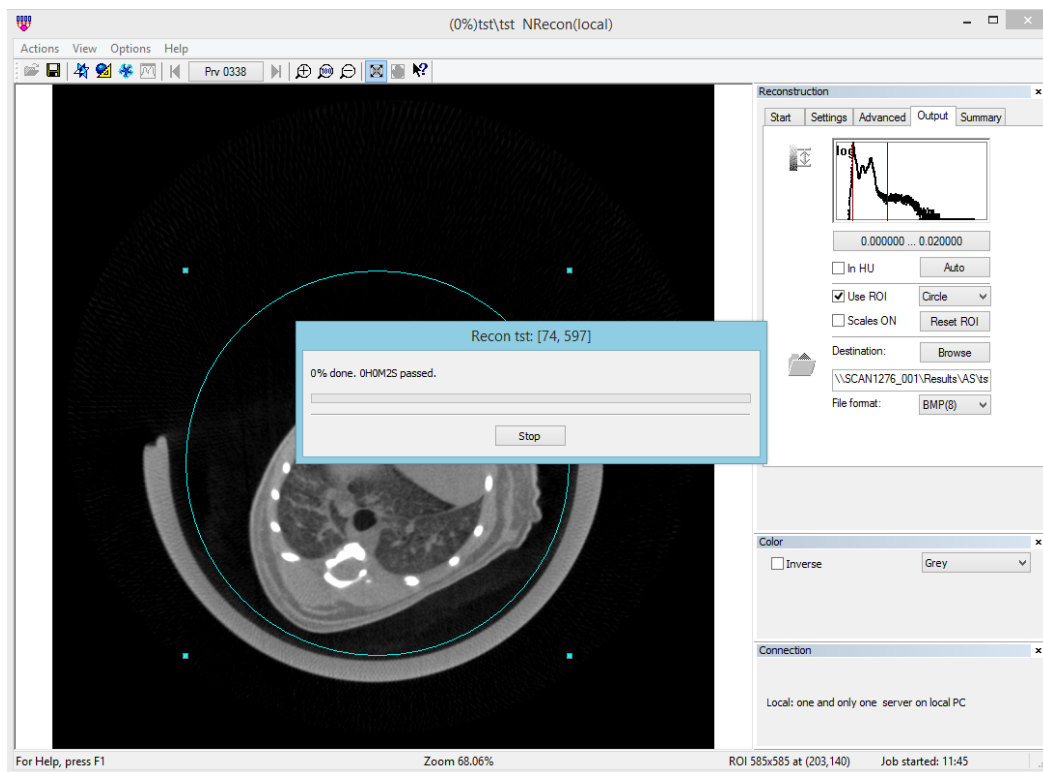 (0%)tst\tst NRecon(local)
Actions View Options Help
Prv 0338
100
Reconstruction
Start Settings Advanced Output Summary
log
0.000000 ... 0.020000
In HU Auto
Use ROI Circle
Scales ON Reset ROI
Destination: Browse
\\SCAN1276_001\Results\AS\ts
File format: BMP(8)
Recon tst: [74, 597]
0% done. 0H0M2S passed.
Stop
Color
Inverse Grey
Connection
Local: one and only one server on local PC
For Help, press F1 Zoom 68.06% ROI 585x585 at (203,140) Job started: 11:45